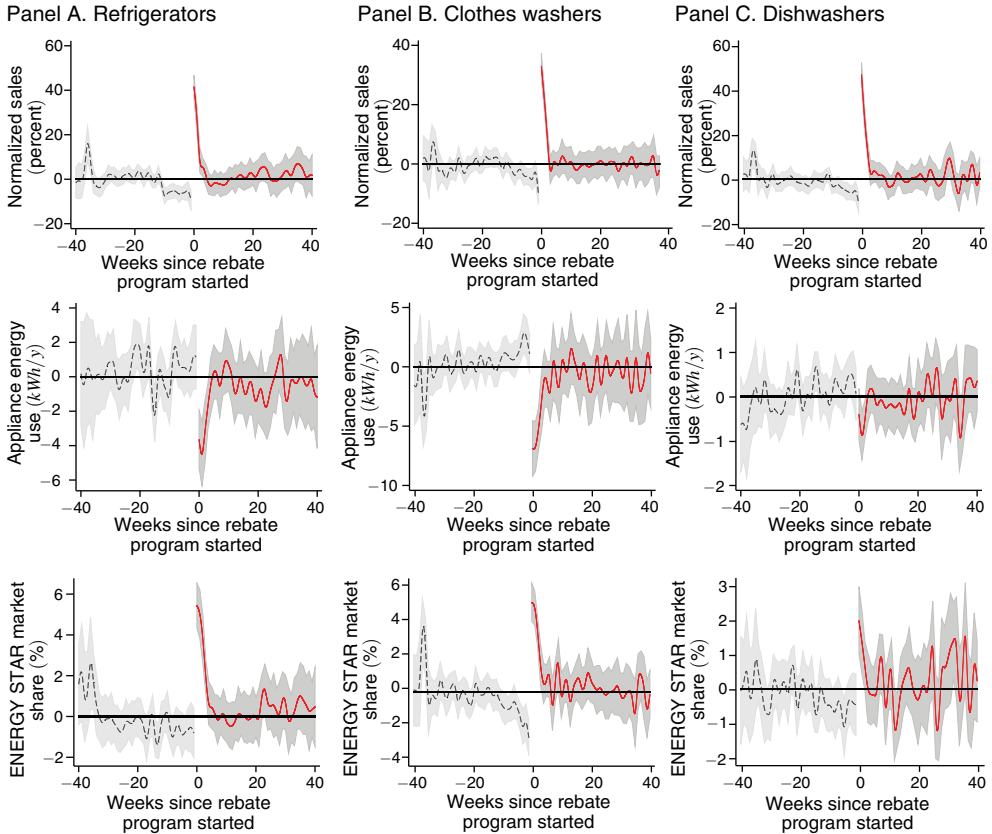 Panel A. Refrigerators
Panel B. Clothes washers
Panel C. Dishwashers
Normalized sales
(percent)
60
40
20
0
−20
−40
−20
0
20
40
Weeks since rebate
program started
Normalized sales
(percent)
60
40
20
0
−20
−40
−20
0
20
40
Weeks since rebate
program started
Normalized sales
(percent)
60
40
20
0
−20
−40
−20
0
20
40
Weeks since rebate
program started
Appliance energy
use (kWh/y)
4
2
0
−2
−4
−6
−40
−20
0
20
40
Weeks since rebate
program started
Appliance energy
use (kWh/y)
5
0
−5
−10
−40
−20
0
20
40
Weeks since rebate
program started
Appliance energy
use (kWh/y)
2
1
0
−1
−2
−40
−20
0
20
40
Weeks since rebate
program started
ENERGY STAR market
share (%)
6
4
2
0
−2
−40
−20
0
20
40
Weeks since rebate
program started
ENERGY STAR market
share (%)
6
4
2
0
−2
−4
−40
−20
0
20
40
Weeks since rebate
program started
ENERGY STAR market
share (%)
3
2
1
0
−1
−2
−40
−20
0
20
40
Weeks since rebate
program started